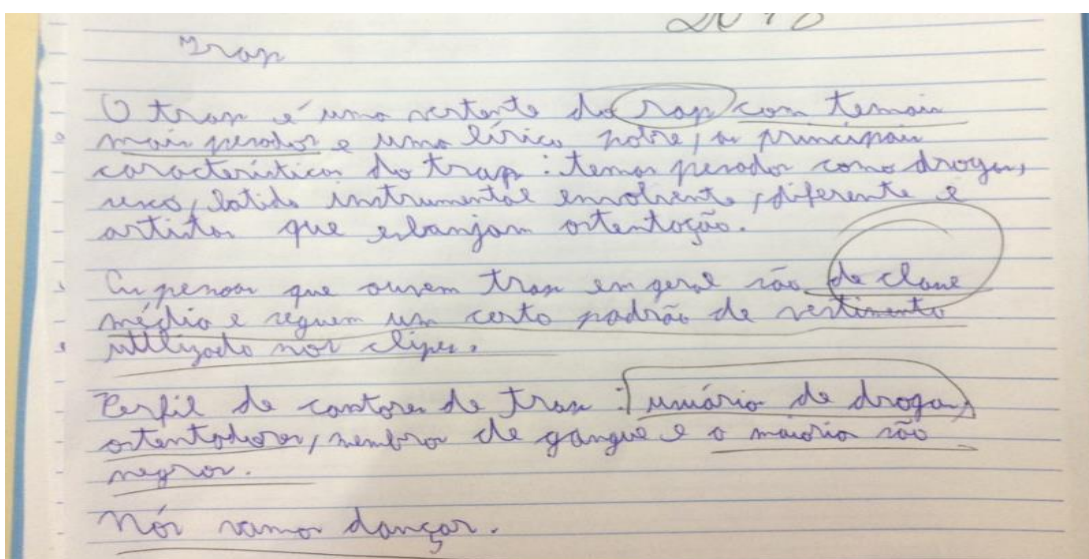 Trap
O trap é uma vertente do rap com temais
mais pesados e uma lírica pobre, as principais
características do trap: temas pesados como drogas,
sexo, batida instrumental envolvente, diferente e
artistas que esbanjam ostentação.
As pessoas que ouvem trap em geral são de classe
média e seguem um certo padrão de vestimenta
utilizado nos clipes.
Perfil de cantores de trap: usuário de drogas,
ostentadores, membros de gangue e a maioria são
negros.
Nós vamos dançar.